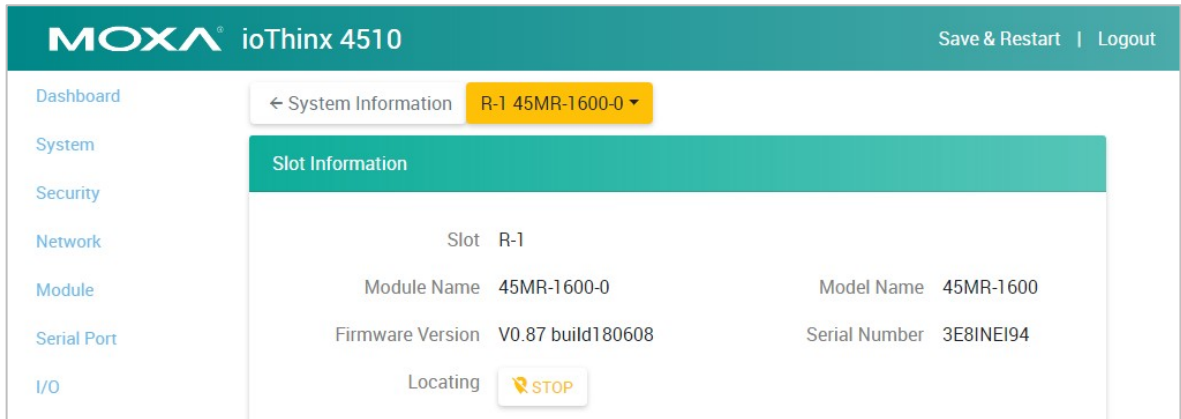 MOXA® ioThinx 4510
Save & Restart | Logout
Dashboard
System
Security
Network
Module
Serial Port
I/O
← System Information
R-1 45MR-1600-0
Slot Information
Slot R-1
Module Name 45MR-1600-0
Model Name 45MR-1600
Firmware Version V0.87 build180608
Serial Number 3E8INEI94
Locating STOP